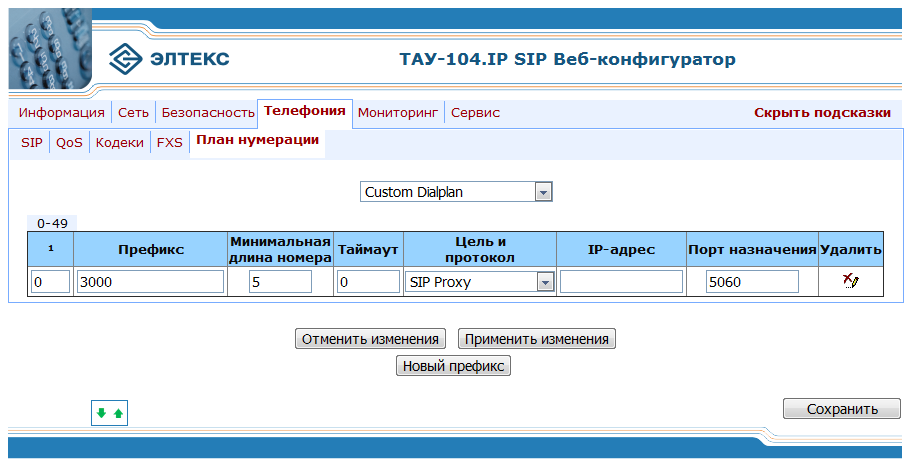 ЭЛТЕКС
ТАУ-104.IP SIP Веб-конфигуратор
Информация Сеть Безопасность Телефония Мониторинг Сервис Скрыть подсказки
SIP QoS Кодеки FXS План нумерации
Custom Dialplan
0-49
1 Префикс Минимальная длина номера Таймаут Цель и протокол IP-адрес Порт назначения Удалить
0 3000 5 0 SIP Proxy 5060
Отменить изменения Применить изменения
Новый префикс
Сохранить